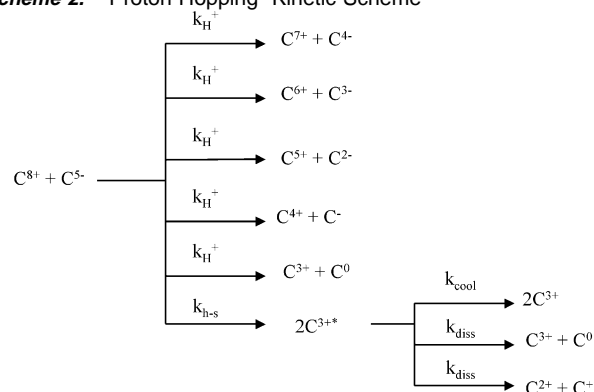 Scheme 2. "Proton Hopping" Kinetic Scheme
k_H^+
C^7+ + C^4-
k_H^+
C^6+ + C^3-
k_H^+
C^5+ + C^2-
C^8+ + C^5-
k_H^+
C^4+ + C^-
k_H^+
C^3+ + C^0
k_h-s
2C^3+*
k_cool
2C^3+
k_diss
C^3+ + C^0
k_diss
C^2+ + C^+